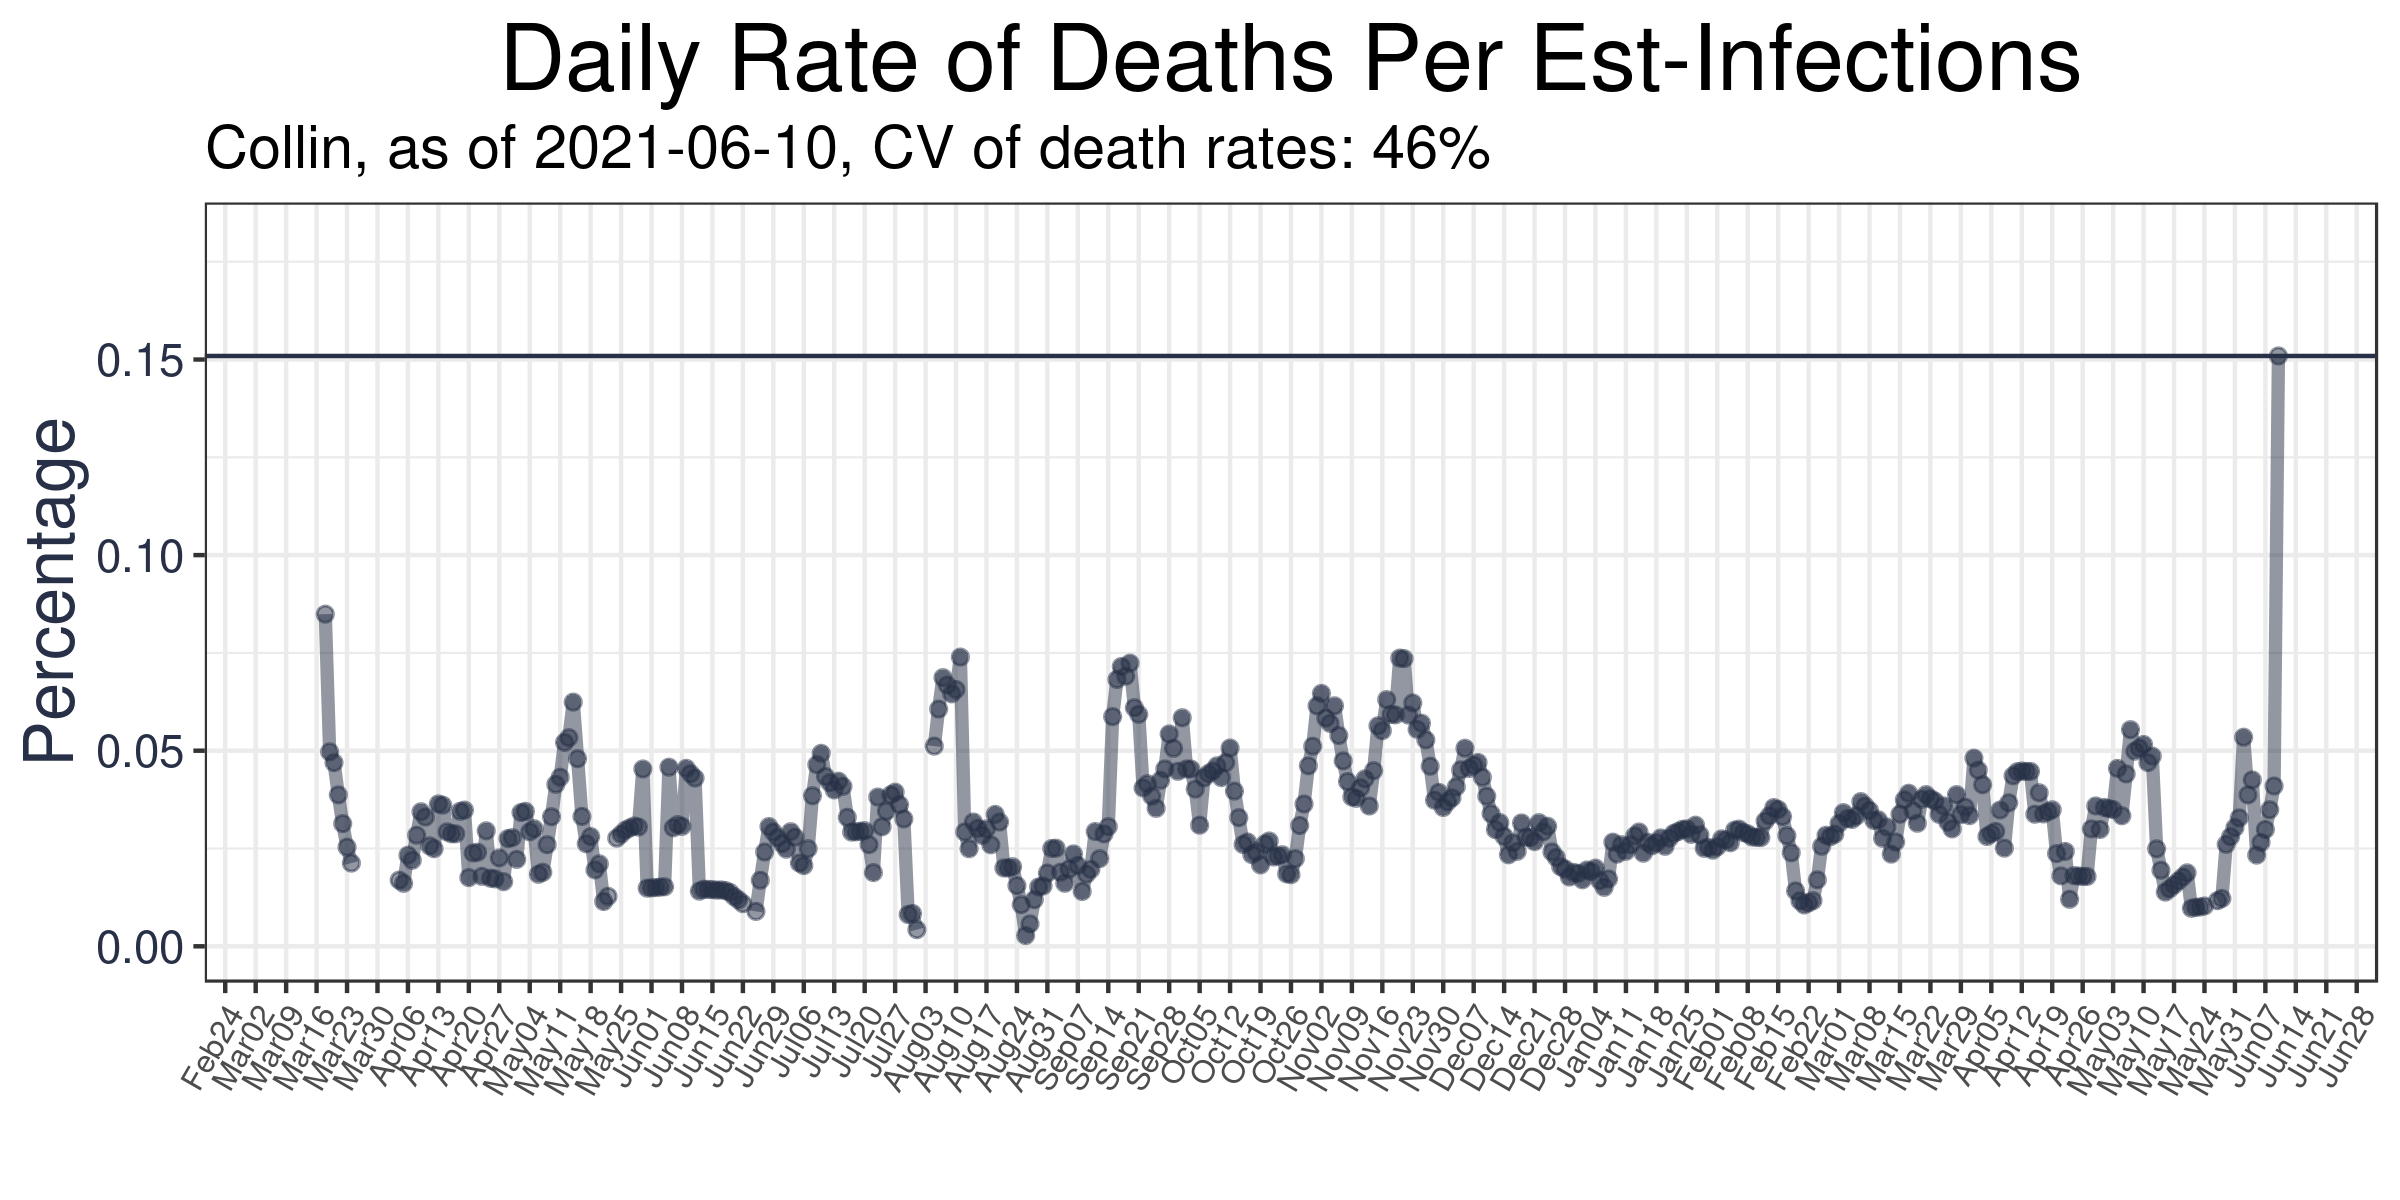 Daily Rate of Deaths Per Est-Infections
Collin, as of 2021-06-10, CV of death rates: 46%
Percentage
0.15
0.10
0.05
0.00
Feb24
Mar02
Mar09
Mar16
Mar23
Mar30
Apr06
Apr13
Apr20
Apr27
May04
May11
May18
May25
Jun01
Jun08
Jun15
Jun22
Jun29
Jul06
Jul13
Jul20
Jul27
Aug03
Aug10
Aug17
Aug24
Aug31
Sep07
Sep14
Sep21
Sep28
Oct05
Oct12
Oct19
Oct26
Nov02
Nov09
Nov16
Nov23
Nov30
Dec07
Dec14
Dec21
Dec28
Jan04
Jan11
Jan18
Jan25
Feb01
Feb08
Feb15
Feb22
Mar01
Mar08
Mar15
Mar22
Mar29
Apr05
Apr12
Apr19
Apr26
May03
May10
May17
May24
May31
Jun07
Jun14
Jun21
Jun28